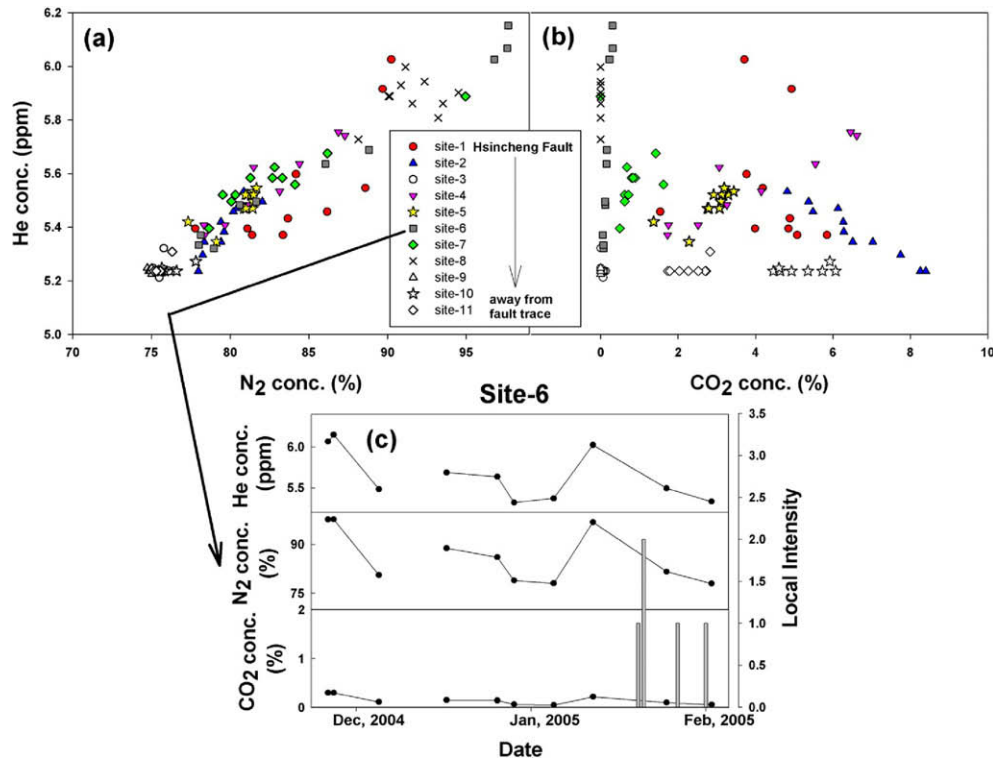 (a)
(b)
6.2
6.0
5.8
5.6
5.4
5.2
5.0
He conc. (ppm)
70
75
80
85
90
95
N2 conc. (%)
0
2
4
6
8
10
CO2 conc. (%)
site-1
site-2
site-3
site-4
site-5
site-6
site-7
site-8
site-9
site-10
site-11
Hsincheng Fault
away from
fault trace
Site-6
(c)
He conc.
(ppm)
6.0
5.5
N2 conc.
(%)
90
75
CO2 conc.
(%)
2
1
0
3.5
3.0
2.5
2.0
1.5
1.0
0.5
0.0
Local Intensity
Dec, 2004
Jan, 2005
Feb, 2005
Date